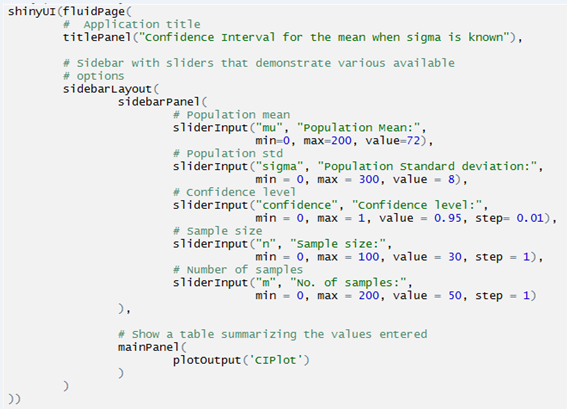 shinyUI(fluidPage(
# Application title
titlePanel("Confidence Interval for the mean when sigma is known"),
# Sidebar with sliders that demonstrate various available
# options
sidebarLayout(
sidebarPanel(
# Population mean
sliderInput("mu", "Population Mean:",
min=0, max=200, value=72),
# Population std
sliderInput("sigma", "Population Standard deviation:",
min = 0, max = 300, value = 8),
# Confidence level
sliderInput("confidence", "Confidence level:",
min = 0, max = 1, value = 0.95, step= 0.01),
# Sample size
sliderInput("n", "Sample size:",
min = 0, max = 100, value = 30, step = 1),
# Number of samples
sliderInput("m", "No. of samples:",
min = 0, max = 200, value = 50, step = 1)
),
# Show a table summarizing the values entered
mainPanel(
plotOutput('CIPlot')
)
)
))